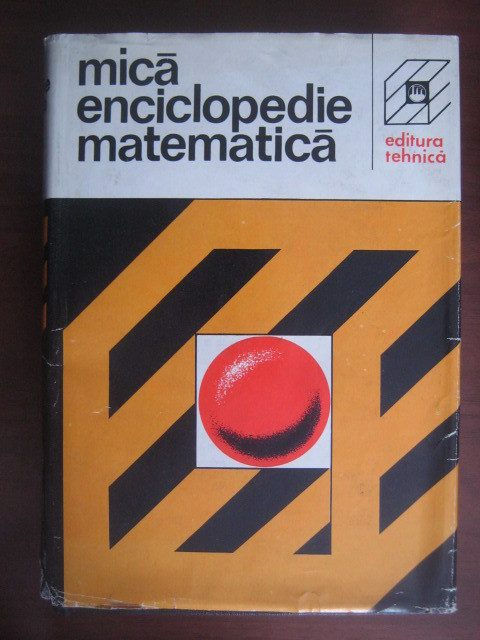 mică
enciclopedie
matematică
editura
tehnică